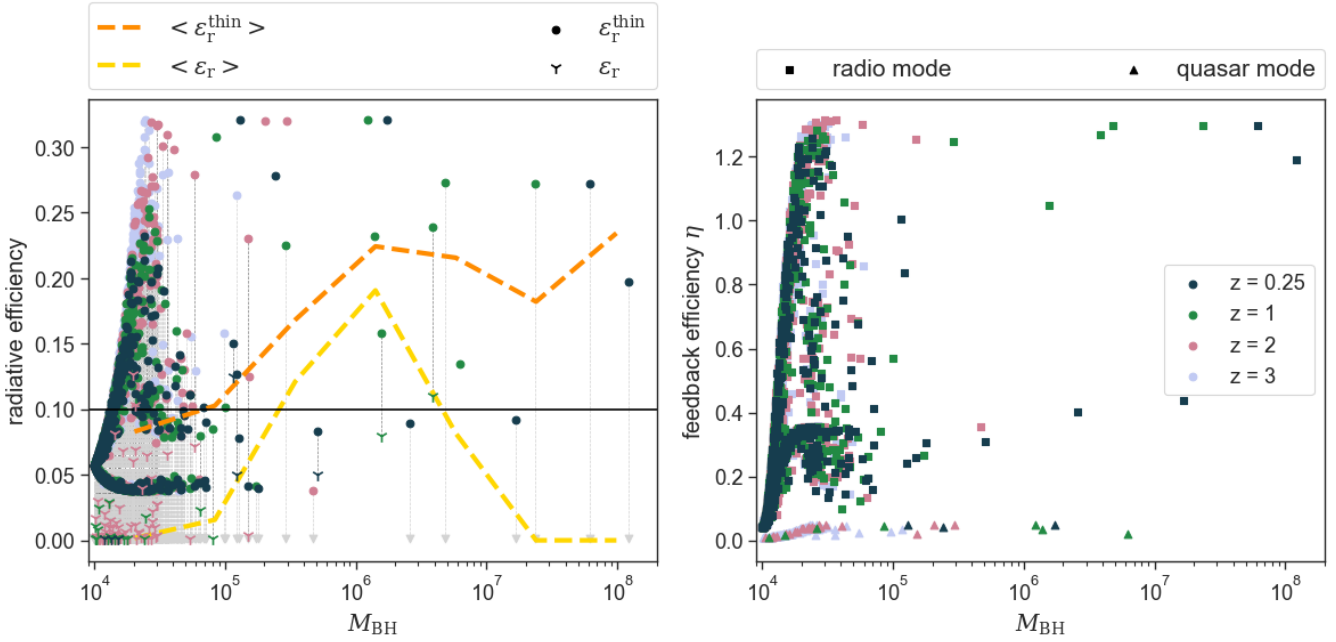 < ε_r^thin > ε_r^thin
< ε_r > ε_r
radio mode quasar mode
0.30
0.25
0.20
0.15
0.10
0.05
0.00
radiative efficiency
10^4 10^5 10^6 10^7 10^8
M_BH
1.2
1.0
0.8
0.6
0.4
0.2
0.0
feedback efficiency η
z = 0.25
z = 1
z = 2
z = 3
10^4 10^5 10^6 10^7 10^8
M_BH